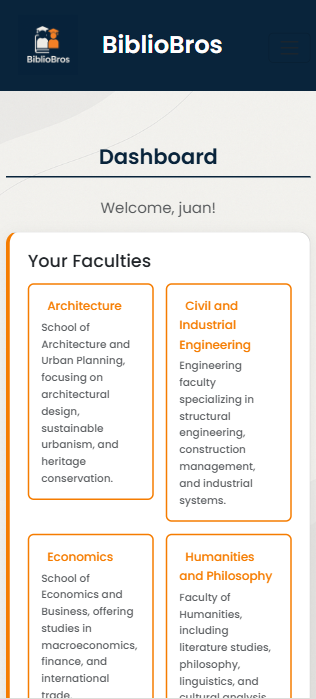 BiblioBros
BiblioBros
Dashboard
Welcome, juan!
Your Faculties
Architecture
School of
Architecture and
Urban Planning,
focusing on
architectural
design,
sustainable
urbanism, and
heritage
conservation.
Civil and
Industrial
Engineering
Engineering
faculty
specializing in
structural
engineering,
construction
management,
and industrial
systems.
Economics
School of
Economics and
Business, offering
studies in
macroeconomics,
finance, and
international
trade.
Humanities
and Philosophy
Faculty of
Humanities,
including
literature studies,
philosophy,
linguistics, and
cultural analysis